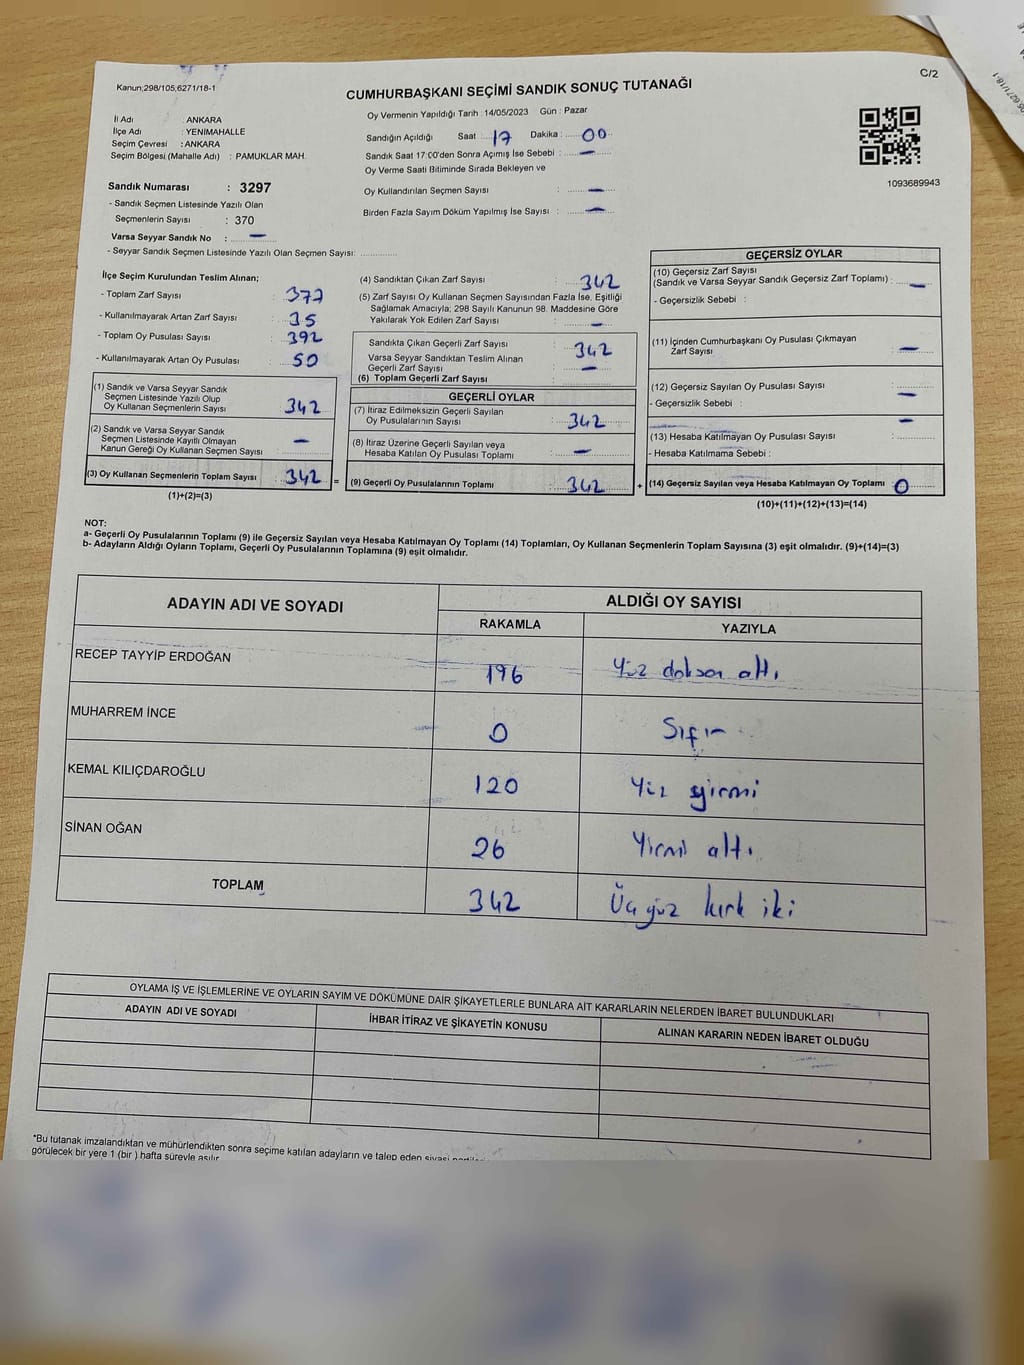 C/2
Kanun;298/105,6271/18-1
CUMHURBAŞKANI SEÇİMİ SANDIK SONUÇ TUTANAĞI
Oy Vermenin Yapıldığı Tarih :14/05/2023 Gün : Pazar
İl Adı : ANKARA
İlçe Adı : YENİMAHALLE
Seçim Çevresi : ANKARA
Seçim Bölgesi (Mahalle Adı) : PAMUKLAR MAH.
Sandığın Açıldığı Saat : 17 Dakika : 00
Sandık Saat 17:00'den Sonra Açımış İse Sebebi : —
Oy Verme Saati Bitiminde Sırada Bekleyen ve
Oy Kullandırılan Seçmen Sayısı : —
Birden Fazla Sayım Döküm Yapılmış İse Sayısı : —
1093689943
Sandık Numarası : 3297
- Sandık Seçmen Listesinde Yazılı Olan
Seçmenlerin Sayısı : 370
Varsa Seyyar Sandık No : —
- Seyyar Sandık Seçmen Listesinde Yazılı Olan Seçmen Sayısı:
İlçe Seçim Kurulundan Teslim Alınan;
- Toplam Zarf Sayısı : 377
- Kullanılmayarak Artan Zarf Sayısı : 35
- Toplam Oy Pusulası Sayısı : 392
- Kullanılmayarak Artan Oy Pusulası : 50
(1) Sandık ve Varsa Seyyar Sandık
Seçmen Listesinde Yazılı Olup
Oy Kullanan Seçmenlerin Sayısı : 342
(2) Sandık ve Varsa Seyyar Sandık
Seçmen Listesinde Kayıtlı Olmayan
Kanun Gereği Oy Kullanan Seçmen Sayısı : —
(3) Oy Kullanan Seçmenlerin Toplam Sayısı : 342 =
(1)+(2)=(3)
(4) Sandıktan Çıkan Zarf Sayısı : 342
(5) Zarf Sayısı Oy Kullanan Seçmen Sayısından Fazla İse, Eşitliği
Sağlamak Amacıyla; 298 Sayılı Kanunun 98. Maddesine Göre
Yakılarak Yok Edilen Zarf Sayısı : —
Sandıkta Çıkan Geçerli Zarf Sayısı : 342
Varsa Seyyar Sandıktan Teslim Alınan
Geçerli Zarf Sayısı : —
(6) Toplam Geçerli Zarf Sayısı :
GEÇERLİ OYLAR
(7) İtiraz Edilmeksizin Geçerli Sayılan
Oy Pusulalarının Sayısı : 342
(8) İtiraz Üzerine Geçerli Sayılan veya
Hesaba Katılan Oy Pusulası Toplamı : —
(9) Geçerli Oy Pusulalarının Toplamı : 342 +
GEÇERSİZ OYLAR
(10) Geçersiz Zarf Sayısı
(Sandık ve Varsa Seyyar Sandık Geçersiz Zarf Toplamı) : —
- Geçersizlik Sebebi :
(11) İçinden Cumhurbaşkanı Oy Pusulası Çıkmayan
Zarf Sayısı : —
(12) Geçersiz Sayılan Oy Pusulası Sayısı : —
- Geçersizlik Sebebi :
(13) Hesaba Katılmayan Oy Pusulası Sayısı : —
- Hesaba Katılmama Sebebi :
(14) Geçersiz Sayılan veya Hesaba Katılmayan Oy Toplamı : 0
(10)+(11)+(12)+(13)=(14)
NOT:
a- Geçerli Oy Pusulalarının Toplamı (9) ile Geçersiz Sayılan veya Hesaba Katılmayan Oy Toplamı (14) Toplamları, Oy Kullanan Seçmenlerin Toplam Sayısına (3) eşit olmalıdır. (9)+(14)=(3)
b- Adayların Aldığı Oyların Toplamı, Geçerli Oy Pusulalarının Toplamına (9) eşit olmalıdır.
ADAYIN ADI VE SOYADI ALDIĞI OY SAYISI
RAKAMLA YAZIYLA
RECEP TAYYİP ERDOĞAN 196 Yüz doksan altı
MUHARREM İNCE 0 Sıfır
KEMAL KILIÇDAROĞLU 120 Yüz yirmi
SİNAN OĞAN 26 Yirmi altı
TOPLAM 342 Üç yüz kırk iki
OYLAMA İŞ VE İŞLEMLERİNE VE OYLARIN SAYIM VE DÖKÜMÜNE DAİR ŞİKAYETLERLE BUNLARA AİT KARARLARIN NELERDEN İBARET BULUNDUKLARI
ADAYIN ADI VE SOYADI İHBAR İTİRAZ VE ŞİKAYETİN KONUSU ALINAN KARARIN NEDEN İBARET OLDUĞU
*Bu tutanak imzalandıktan ve mühürlendikten sonra seçime katılan adayların ve talep eden siyasi
görülecek bir yere 1 (bir ) hafta süreyle asılır.